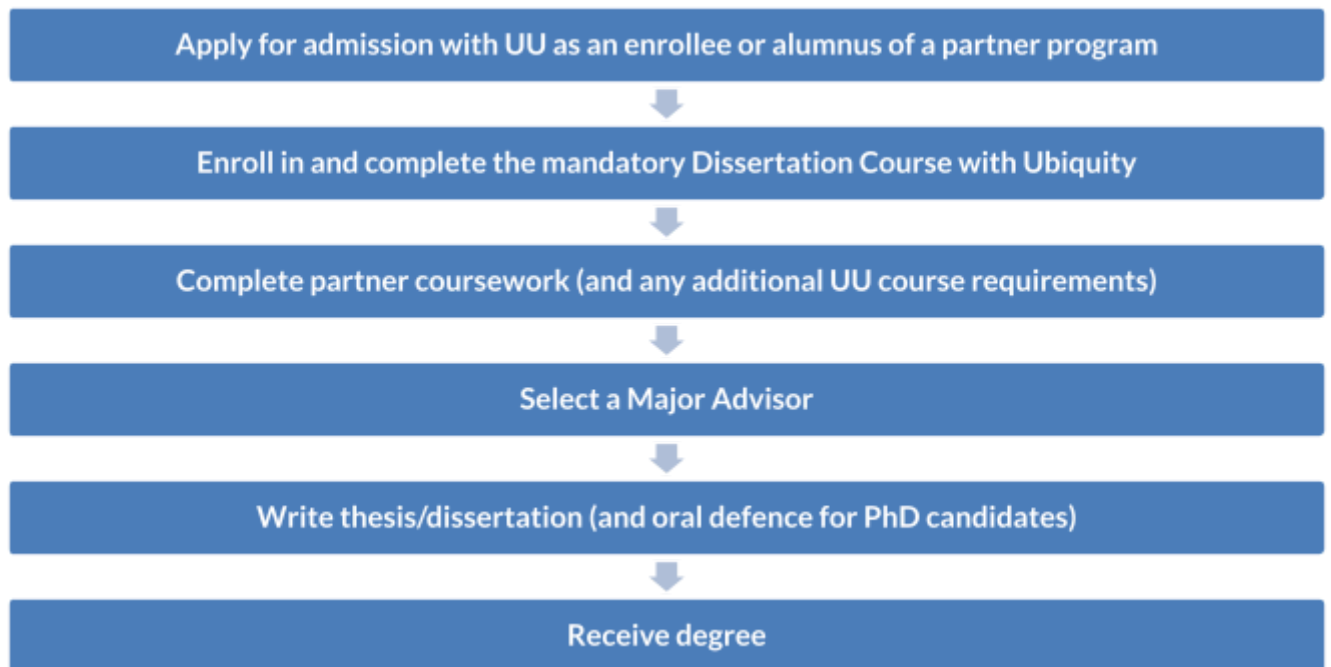 Apply for admission with UU as an enrollee or alumnus of a partner program
Enroll in and complete the mandatory Dissertation Course with Ubiquity
Complete partner coursework (and any additional UU course requirements)
Select a Major Advisor
Write thesis/dissertation (and oral defence for PhD candidates)
Receive degree